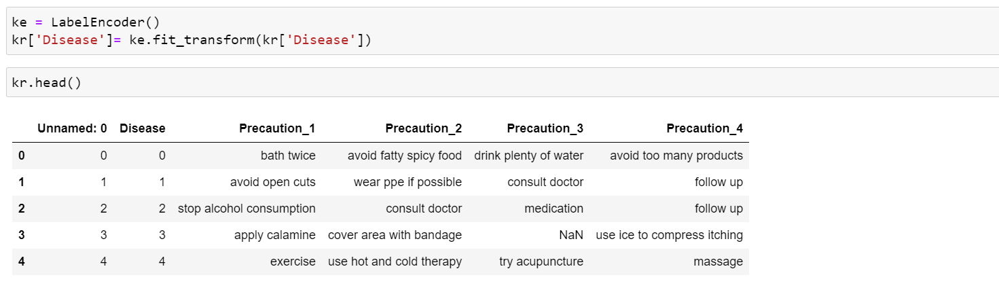 ke = LabelEncoder()
kr['Disease']= ke.fit_transform(kr['Disease'])
kr.head()
Unnamed: 0 Disease Precaution_1 Precaution_2 Precaution_3 Precaution_4
0 0 0 bath twice avoid fatty spicy food drink plenty of water avoid too many products
1 1 1 avoid open cuts wear ppe if possible consult doctor follow up
2 2 2 stop alcohol consumption consult doctor medication follow up
3 3 3 apply calamine cover area with bandage NaN use ice to compress itching
4 4 4 exercise use hot and cold therapy try acupuncture massage